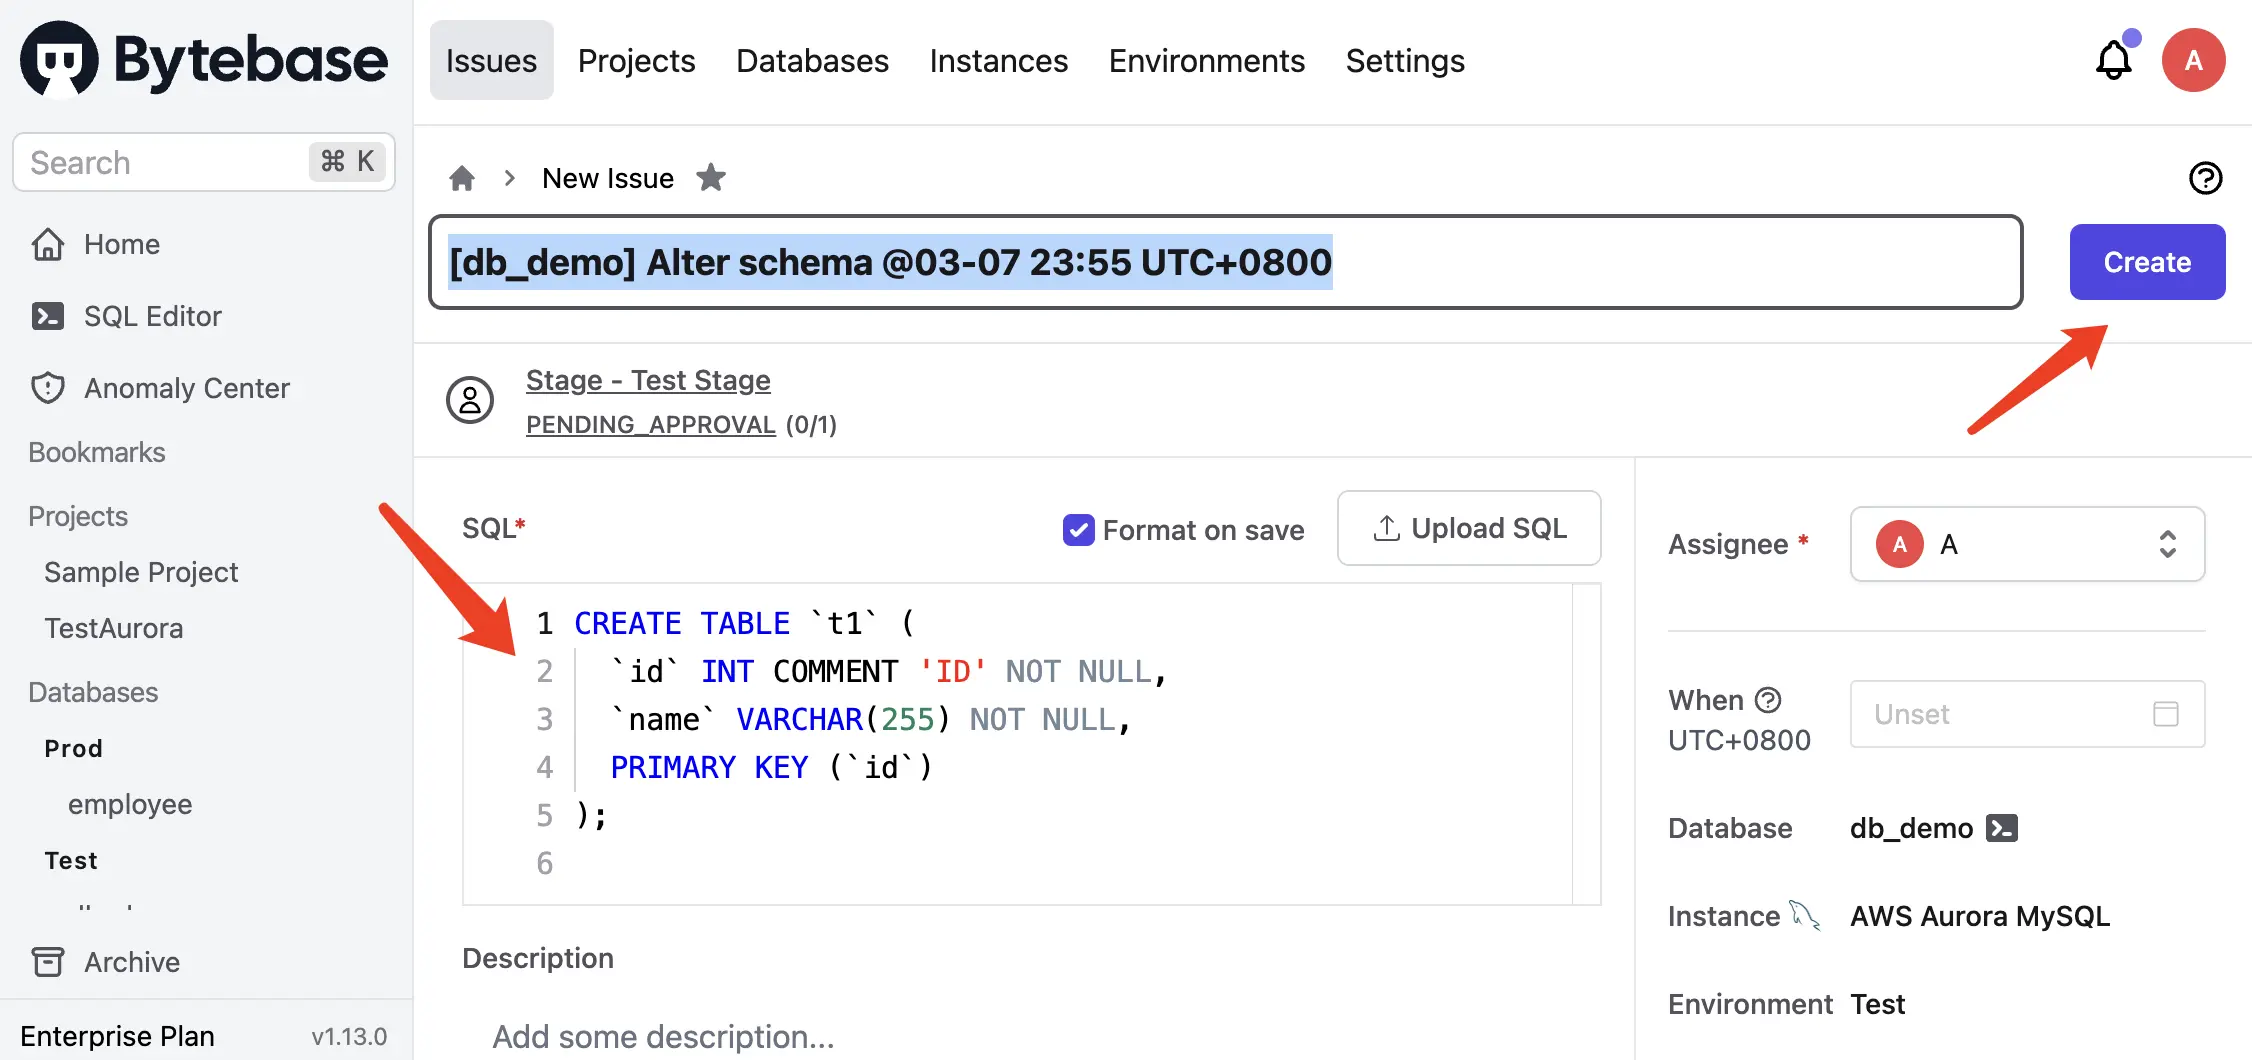 Bytebase
Issues Projects Databases Instances Environments Settings
A
Search ⌘ K
Home
SQL Editor
Anomaly Center
Bookmarks
Projects
Sample Project
TestAurora
Databases
Prod
employee
Test
Archive
Enterprise Plan v1.13.0
New Issue
[db_demo] Alter schema @03-07 23:55 UTC+0800
Create
Stage - Test Stage
PENDING_APPROVAL (0/1)
SQL*
Format on save
Upload SQL
1 CREATE TABLE `t1` (
2 `id` INT COMMENT 'ID' NOT NULL,
3 `name` VARCHAR(255) NOT NULL,
4 PRIMARY KEY (`id`)
5 );
6
Description
Add some description...
Assignee * A A
When Unset
UTC+0800
Database db_demo
Instance AWS Aurora MySQL
Environment Test